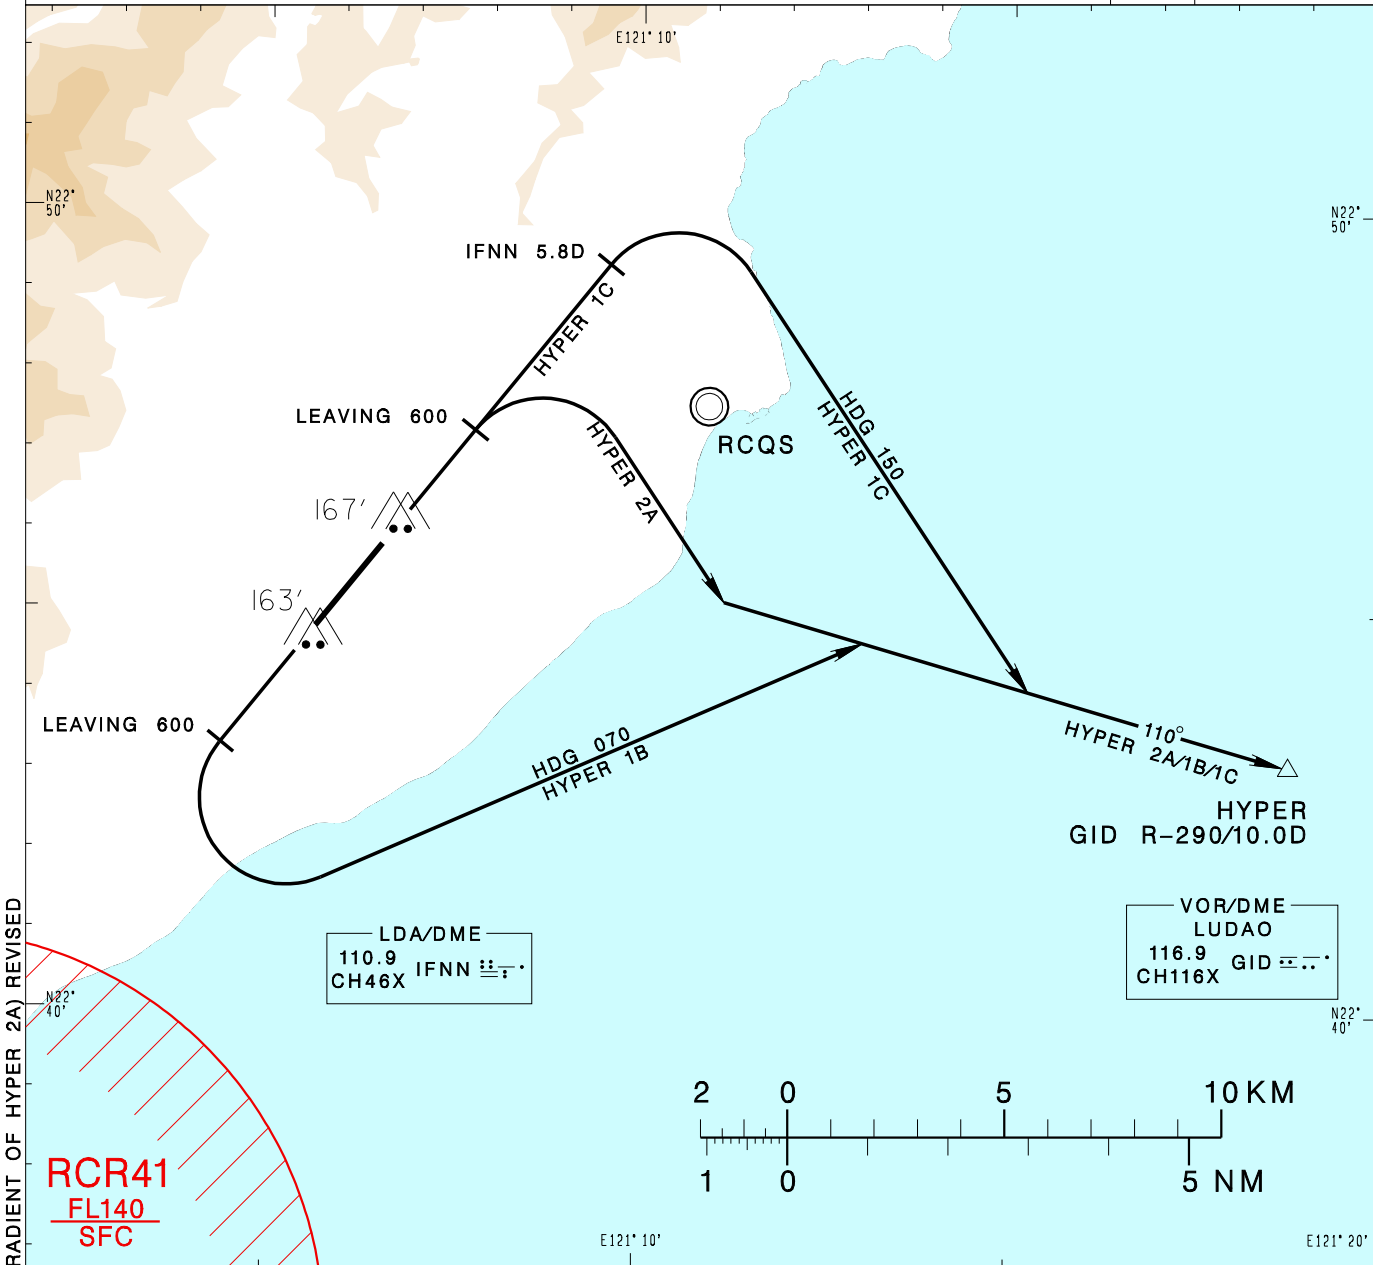 E121° 10'
N22°
50'
N22°
50'
IFNN 5.8D
HYPER 1C
LEAVING 600
HYPER 2A
RCQS
HDG 150
HYPER 1C
167'
163'
LEAVING 600
HDG 070
HYPER 1B
110°
HYPER 2A/1B/1C
HYPER
GID R-290/10.0D
LDA/DME
110.9
CH46X
IFNN
VOR/DME
LUDAO
116.9
CH116X
GID
RADIENT OF HYPER 2A) REVISED
N22°
40'
N22°
40'
2 0 5 10 KM
1 0 5 NM
RCR41
FL140
SFC
E121° 10'
E121° 20'